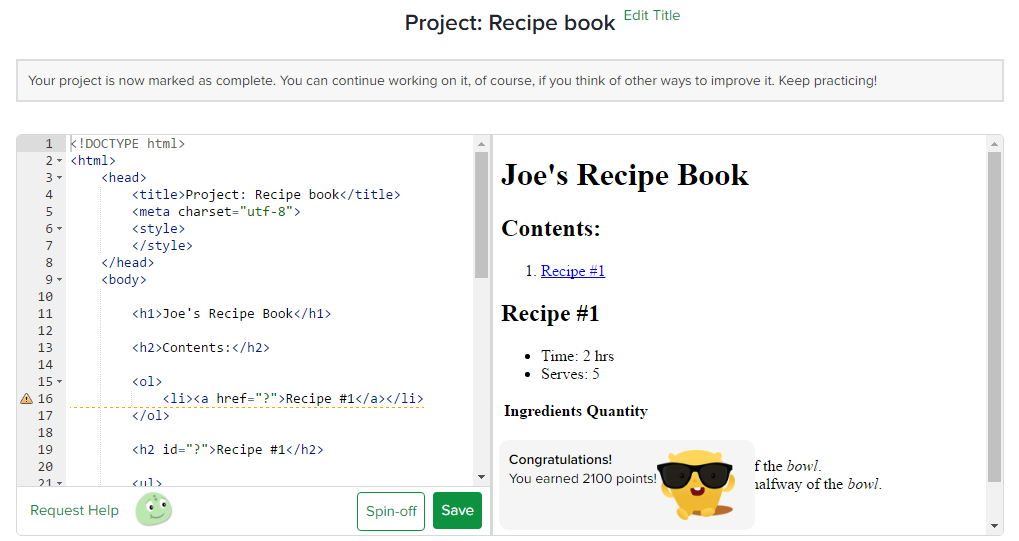 Project: Recipe book Edit Title
Your project is now marked as complete. You can continue working on it, of course, if you think of other ways to improve it. Keep practicing!
1 <!DOCTYPE html>
2 <html>
3 <head>
4 <title>Project: Recipe book</title>
5 <meta charset="utf-8">
6 <style>
7 </style>
8 </head>
9 <body>
10
11 <h1>Joe's Recipe Book</h1>
12
13 <h2>Contents:</h2>
14
15 <ol>
16 <li><a href="?">Recipe #1</a></li>
17 </ol>
18
19 <h2 id="?">Recipe #1</h2>
20
21 <ul>
Request Help
Spin-off
Save
Joe's Recipe Book
Contents:
1. Recipe #1
Recipe #1
• Time: 2 hrs
• Serves: 5
Ingredients Quantity
Congratulations!
You earned 2100 points!
f the bowl.
halfway of the bowl.